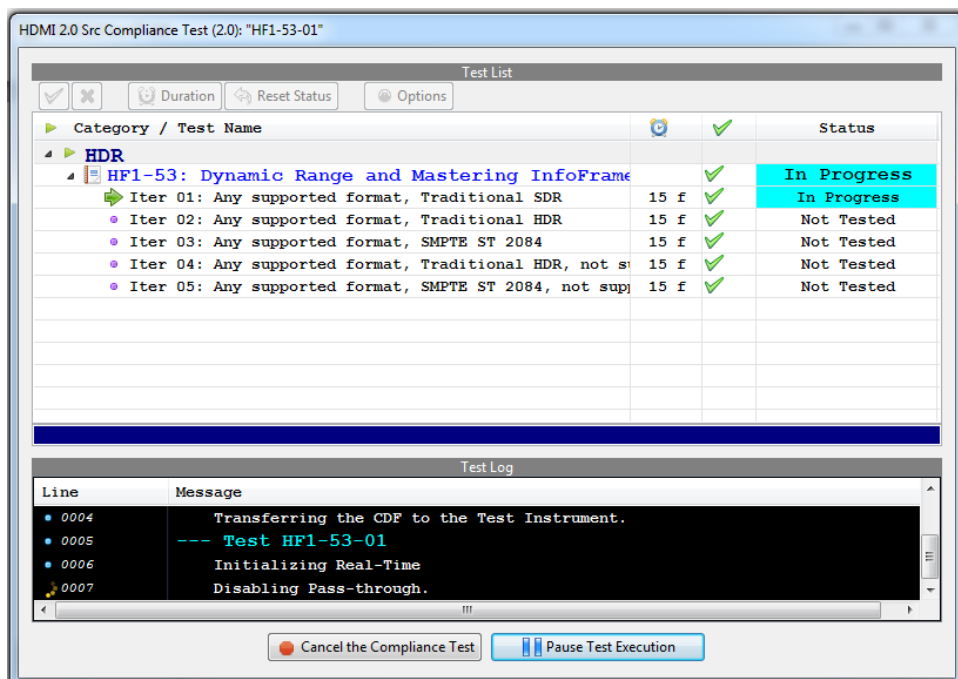 HDMI 2.0 Src Compliance Test (2.0): "HF1-53-01"
Test List
Duration Reset Status Options
Category / Test Name Status
HDR
HF1-53: Dynamic Range and Mastering InfoFrame In Progress
Iter 01: Any supported format, Traditional SDR 15 f In Progress
Iter 02: Any supported format, Traditional HDR 15 f Not Tested
Iter 03: Any supported format, SMPTE ST 2084 15 f Not Tested
Iter 04: Any supported format, Traditional HDR, not 15 f Not Tested
Iter 05: Any supported format, SMPTE ST 2084, not 15 f Not Tested
Test Log
Line Message
0004 Transferring the CDF to the Test Instrument.
0005 --- Test HF1-53-01
0006 Initializing Real-Time
0007 Disabling Pass-through.
Cancel the Compliance Test Pause Test Execution